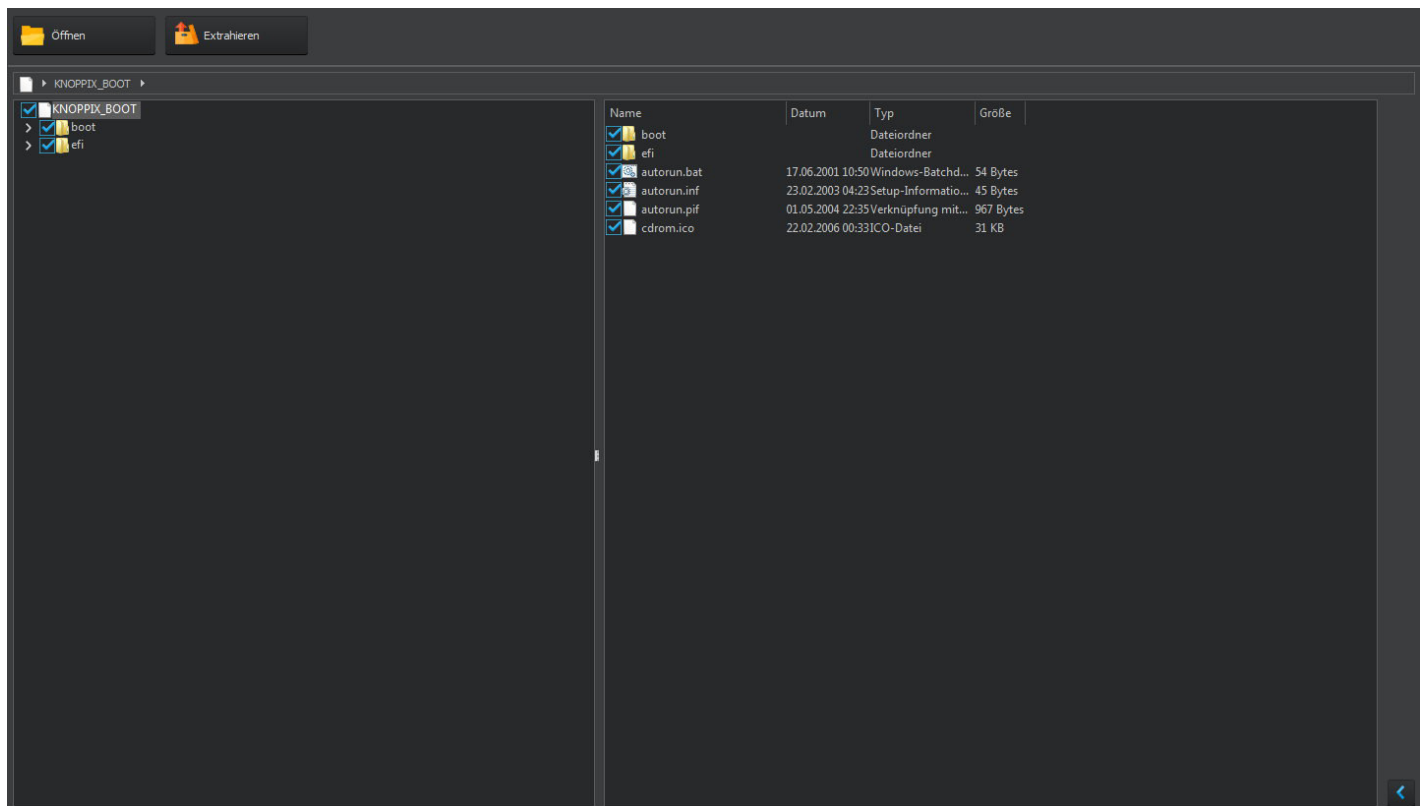 Öffnen
Extrahieren
KNOPPIX_BOOT
KNOPPIX_BOOT
boot
efi
Name Datum Typ Größe
boot Dateiordner
efi Dateiordner
autorun.bat 17.06.2001 10:50 Windows-Batchd... 54 Bytes
autorun.inf 23.02.2003 04:23 Setup-Informatio... 45 Bytes
autorun.pif 01.05.2004 22:35 Verknüpfung mit... 967 Bytes
cdrom.ico 22.02.2006 00:33 ICO-Datei 31 KB